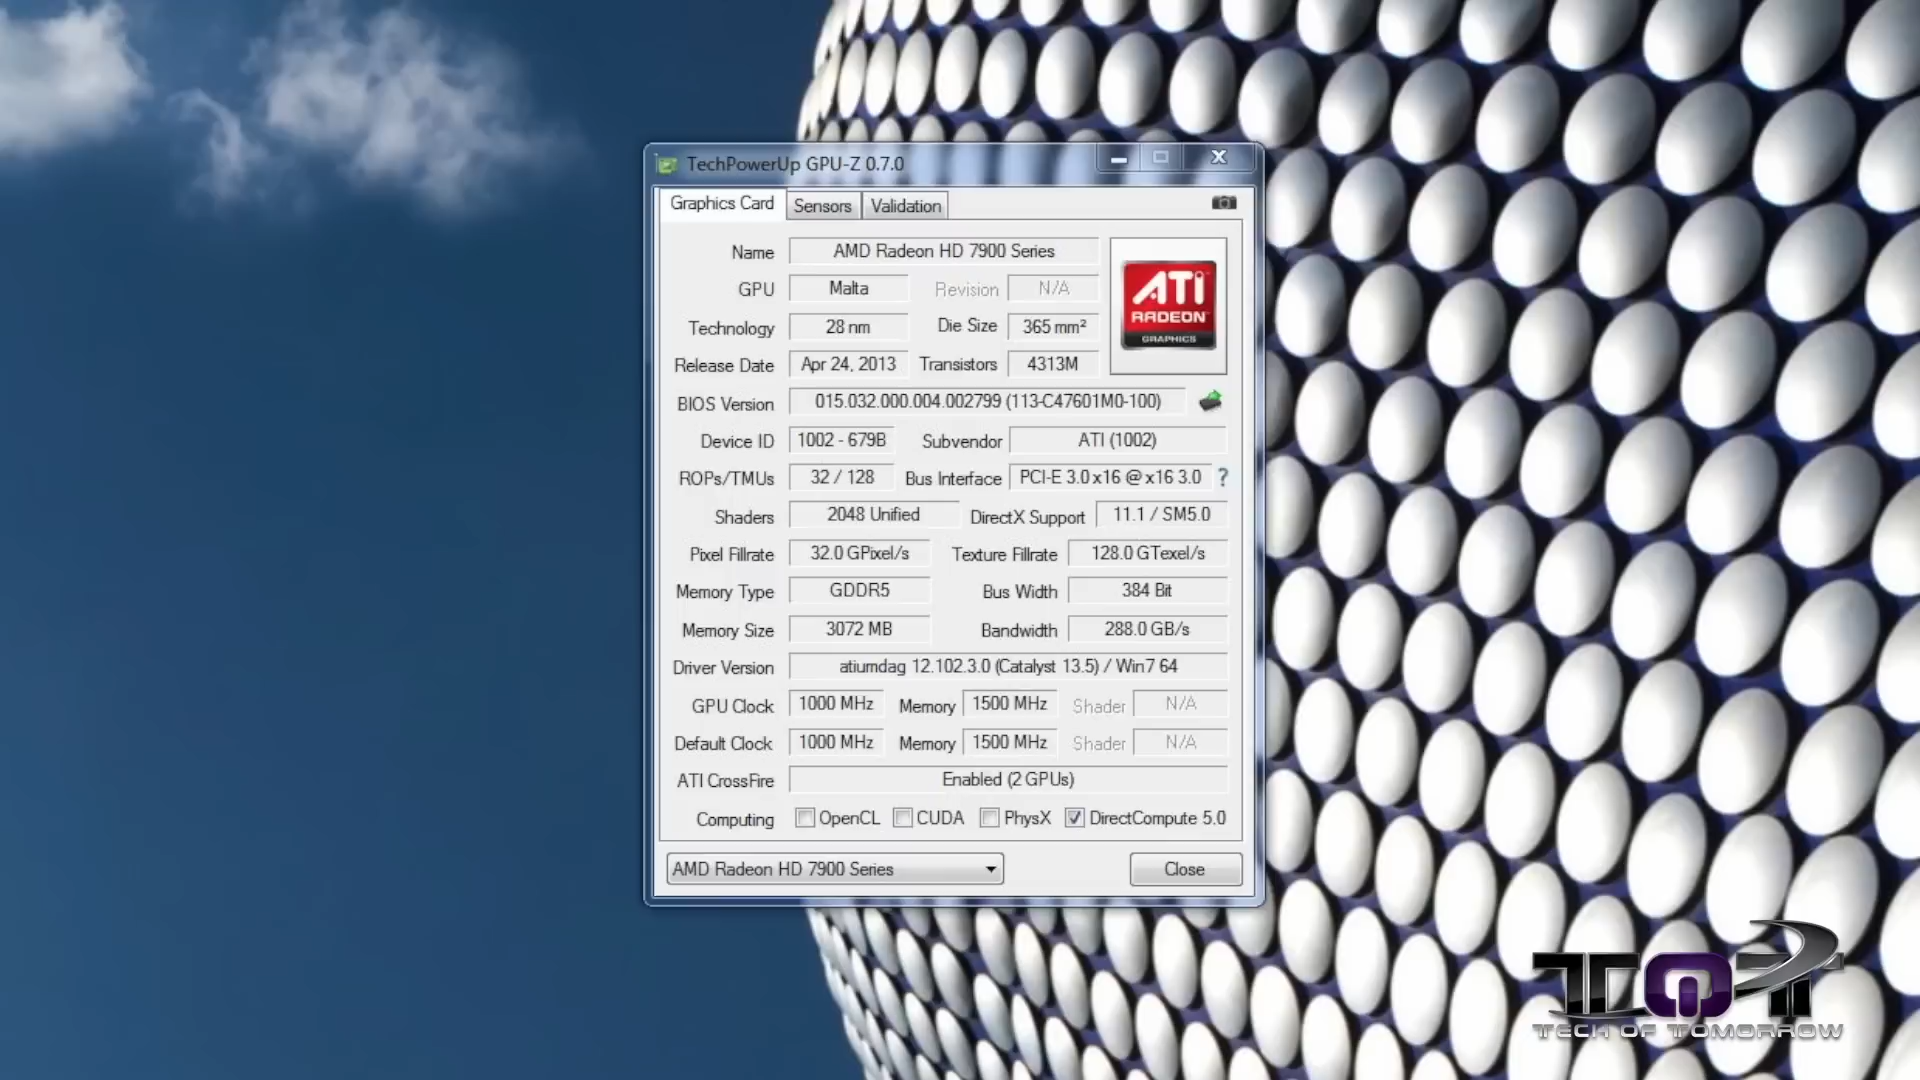 TechPowerUp GPU-Z 0.7.0
Graphics Card Sensors Validation
Name AMD Radeon HD 7900 Series
GPU Malta Revision N/A
Technology 28 nm Die Size 365 mm²
Release Date Apr 24, 2013 Transistors 4313M
ATI RADEON GRAPHICS
BIOS Version 015.032.000.004.002799 (113-C47601M0-100)
Device ID 1002 - 679B Subvendor ATI (1002)
ROPs/TMUs 32 / 128 Bus Interface PCI-E 3.0 x16 @ x16 3.0 ?
Shaders 2048 Unified DirectX Support 11.1 / SM5.0
Pixel Fillrate 32.0 GPixel/s Texture Fillrate 128.0 GTexel/s
Memory Type GDDR5 Bus Width 384 Bit
Memory Size 3072 MB Bandwidth 288.0 GB/s
Driver Version atiumdag 12.102.3.0 (Catalyst 13.5) / Win7 64
GPU Clock 1000 MHz Memory 1500 MHz Shader N/A
Default Clock 1000 MHz Memory 1500 MHz Shader N/A
ATI CrossFire Enabled (2 GPUs)
Computing OpenCL CUDA PhysX DirectCompute 5.0
AMD Radeon HD 7900 Series Close
TOT
TECH OF TOMORROW